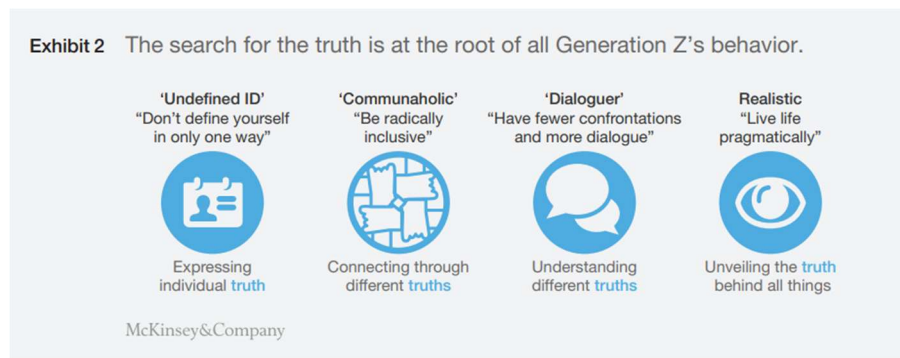 Exhibit 2 The search for the truth is at the root of all Generation Z's behavior.
‘Undefined ID’
“Don’t define yourself
in only one way”
Expressing
individual truth
‘Communaholic’
“Be radically
inclusive”
Connecting through
different truths
‘Dialoguer’
“Have fewer confrontations
and more dialogue”
Understanding
different truths
Realistic
“Live life
pragmatically”
Unveiling the truth
behind all things
McKinsey&Company